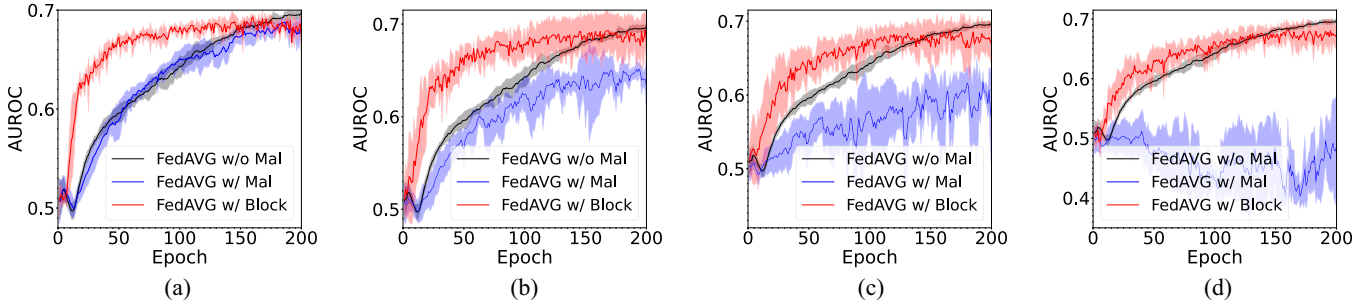 0.7
0.6
0.5
AUROC
FedAVG w/o Mal
FedAVG w/ Mal
FedAVG w/ Block
0 50 100 150 200
Epoch
(a)
0.7
0.6
0.5
AUROC
FedAVG w/o Mal
FedAVG w/ Mal
FedAVG w/ Block
0 50 100 150 200
Epoch
(b)
0.7
0.6
0.5
AUROC
FedAVG w/o Mal
FedAVG w/ Mal
FedAVG w/ Block
0 50 100 150 200
Epoch
(c)
0.7
0.6
0.5
0.4
AUROC
FedAVG w/o Mal
FedAVG w/ Mal
FedAVG w/ Block
0 50 100 150 200
Epoch
(d)